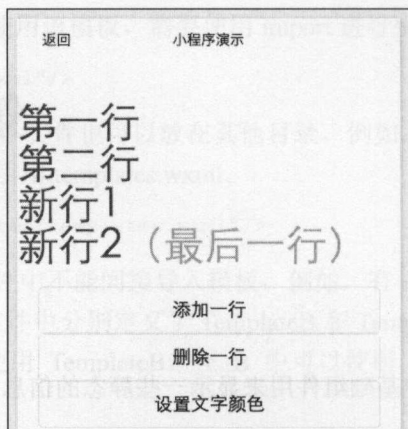 返回 小程序演示
第一行
第一行
新行1
新行2（最后一行）
添加一行
删除一行
设置文字颜色